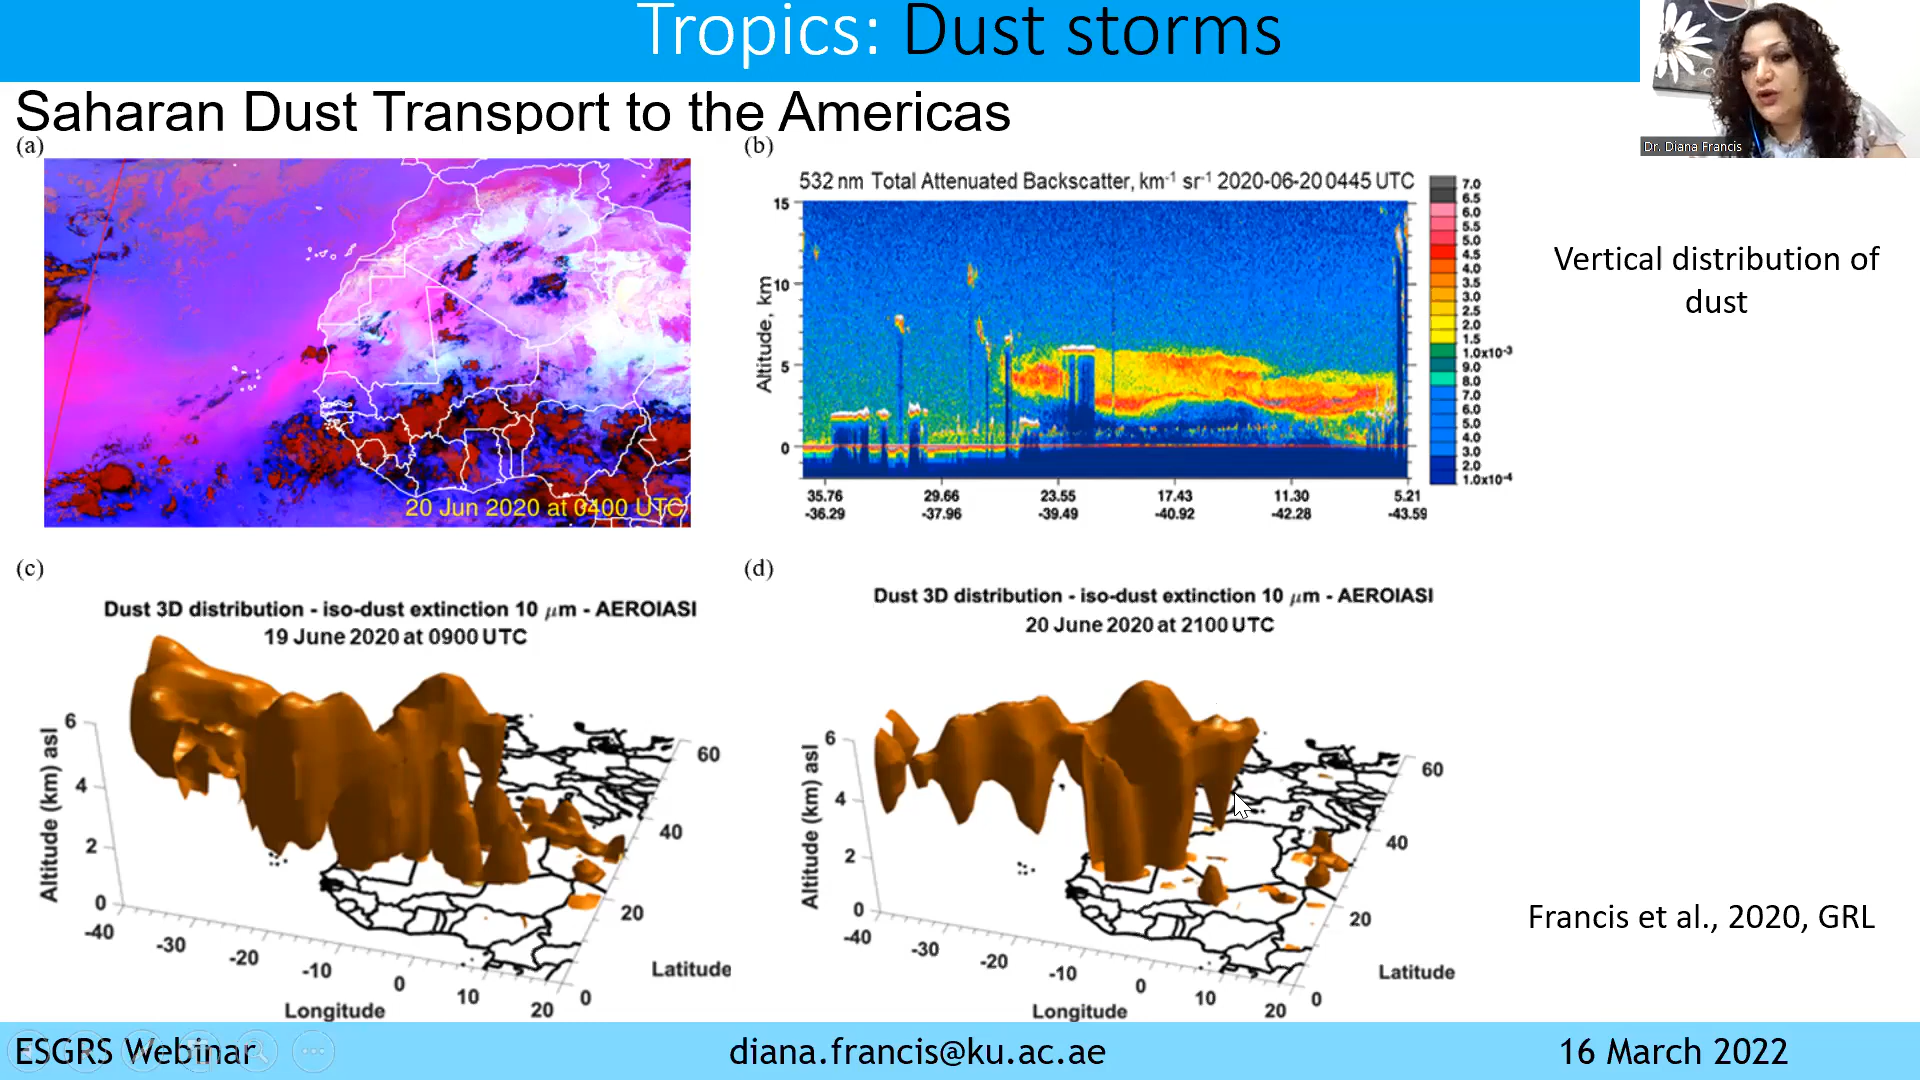 Tropics: Dust storms
Dr. Diana Francis
Saharan Dust Transport to the Americas
(a)
20 Jun 2020 at 0400 UTC
(b)
532 nm Total Attenuated Backscatter, km⁻¹ sr⁻¹ 2020-06-20 0445 UTC
15
10
5
0
Altitude, km
35.76 29.66 23.55 17.43 11.30 5.21
-36.29 -37.96 -39.49 -40.92 -42.28 -43.59
7.0
6.5
6.0
5.5
5.0
4.5
4.0
3.5
3.0
2.5
2.0
1.5
1.0x10⁻³
9.0
8.0
7.0
6.0
5.0
4.0
3.0
2.0
1.0x10⁻⁴
Vertical distribution of
dust
(c)
Dust 3D distribution - iso-dust extinction 10 μm - AEROIASI
19 June 2020 at 0900 UTC
Altitude (km) asl
6
4
2
0
-40 -30 -20 -10 0 10 20
Longitude
0
20
40
60
Latitude
(d)
Dust 3D distribution - iso-dust extinction 10 μm - AEROIASI
20 June 2020 at 2100 UTC
Altitude (km) asl
6
4
2
0
-40 -30 -20 -10 0 10 20
Longitude
0
20
40
60
Latitude
Francis et al., 2020, GRL
ESGRS Webinar
diana.francis@ku.ac.ae
16 March 2022